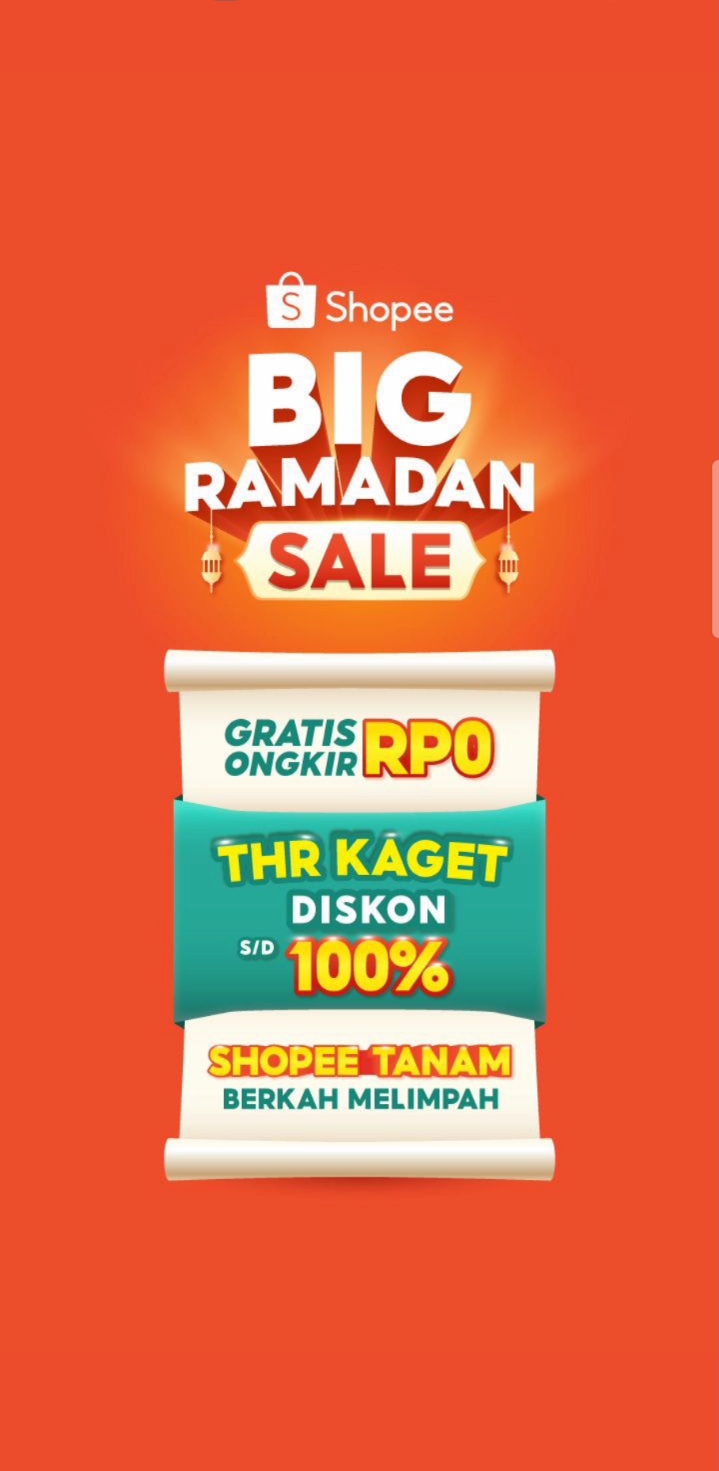 Shopee
BIG
RAMADAN
SALE
GRATIS
ONGKIR RP0
THR KAGET
DISKON
S/D 100%
SHOPEE TANAM
BERKAH MELIMPAH